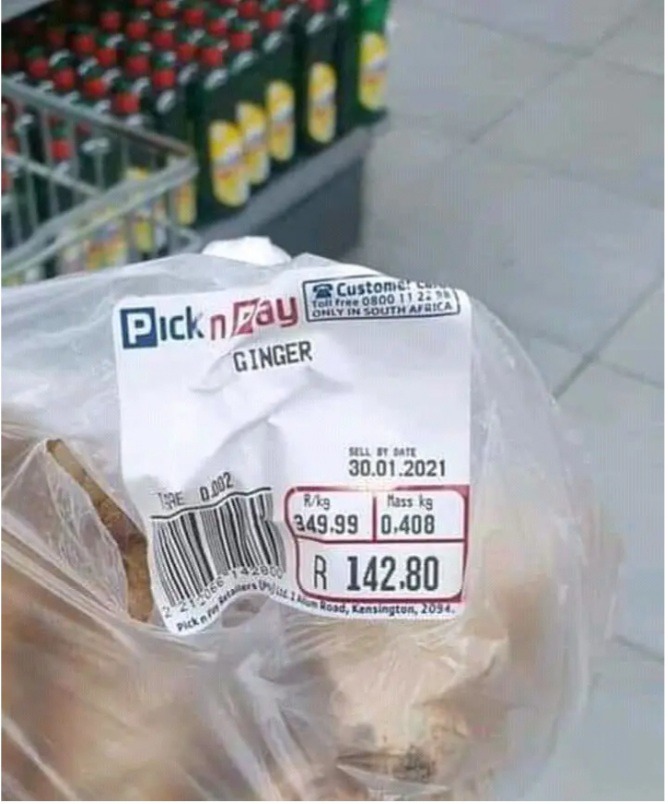 Pick n Pay
Customer
Toll free 0800 11 22 88
ONLY IN SOUTH AFRICA
GINGER
SELL BY DATE
30.01.2021
TARE 0.002
R/kg
Mass kg
349.99
0,408
R 142.80
Pick n Pay Retailers (Pty) Ltd.
Road, Kensington, 2094.